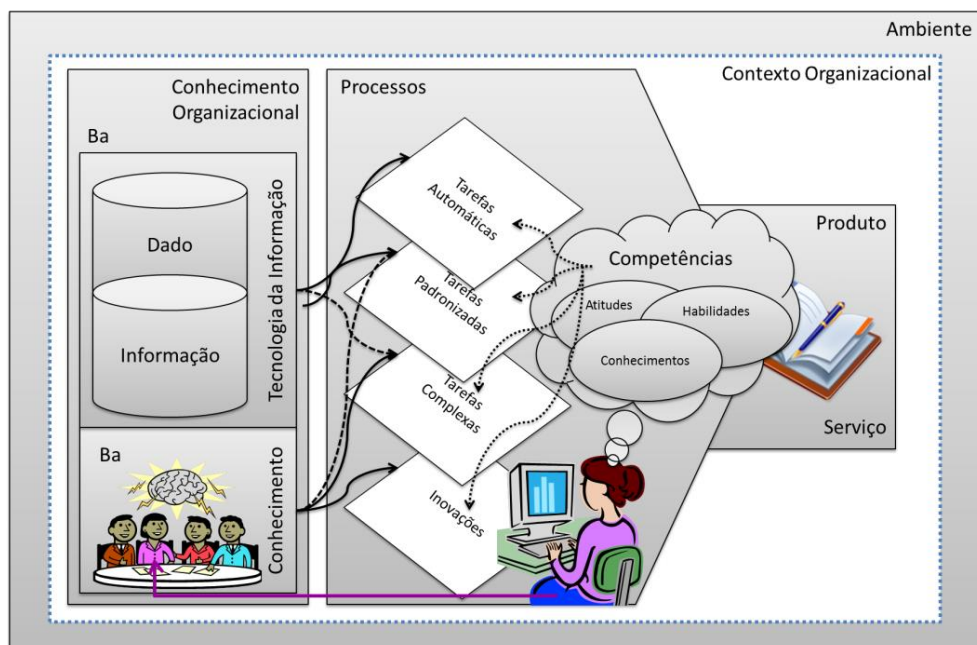 Ambiente
Contexto Organizacional
Conhecimento
Organizacional
Ba
Dado
Informação
Tecnologia da Informação
Ba
Conhecimento
Processos
Tarefas
Automáticas
Tarefas
Padronizadas
Tarefas
Complexas
Inovações
Competências
Atitudes
Habilidades
Conhecimentos
Produto
Serviço